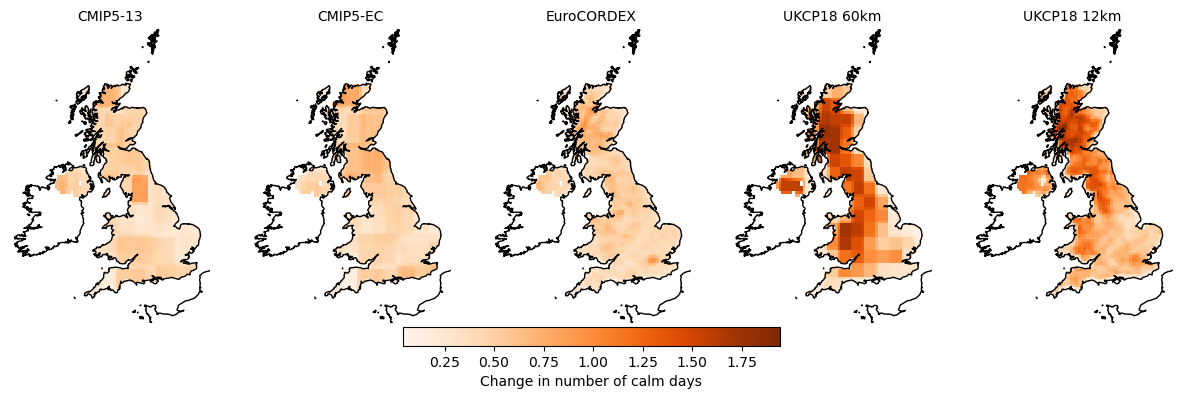 CMIP5-13 CMIP5-EC EuroCORDEX UKCP18 60km UKCP18 12km
0.25 0.50 0.75 1.00 1.25 1.50 1.75
Change in number of calm days